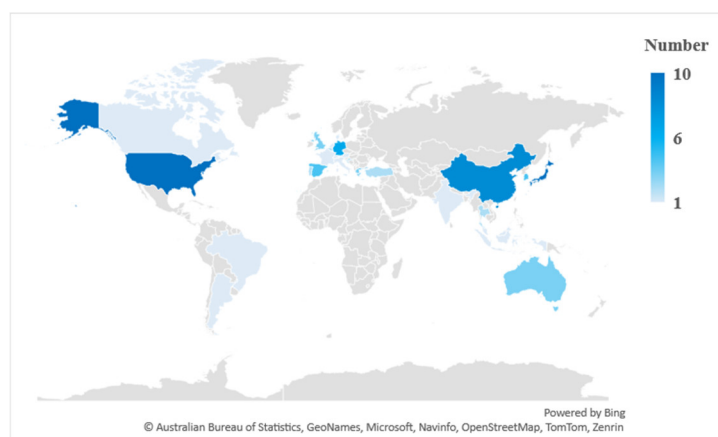 Number
10
6
1
Powered by Bing
© Australian Bureau of Statistics, GeoNames, Microsoft, Navinfo, OpenStreetMap, TomTom, Zenrin